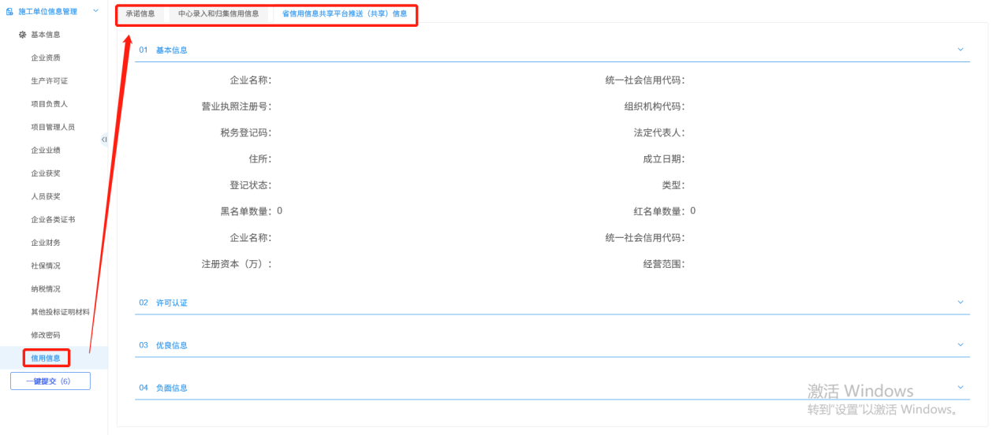 施工单位信息管理
基本信息
企业资质
生产许可证
项目负责人
项目管理人员
企业业绩
企业获奖
人员获奖
企业各类证书
企业财务
社保情况
纳税情况
其他投标证明材料
修改密码
信用信息
一键提交（6）
承诺信息 中心录入和归集信用信息 省信用信息共享平台推送（共享）信息
01 基本信息
企业名称： 统一社会信用代码：
营业执照注册号： 组织机构代码：
税务登记码： 法定代表人：
住所： 成立日期：
登记状态： 类型：
黑名单数量：0 红名单数量：0
企业名称： 统一社会信用代码：
注册资本（万）： 经营范围：
02 许可认证
03 优良信息
04 负面信息
激活 Windows
转到“设置”以激活 Windows。